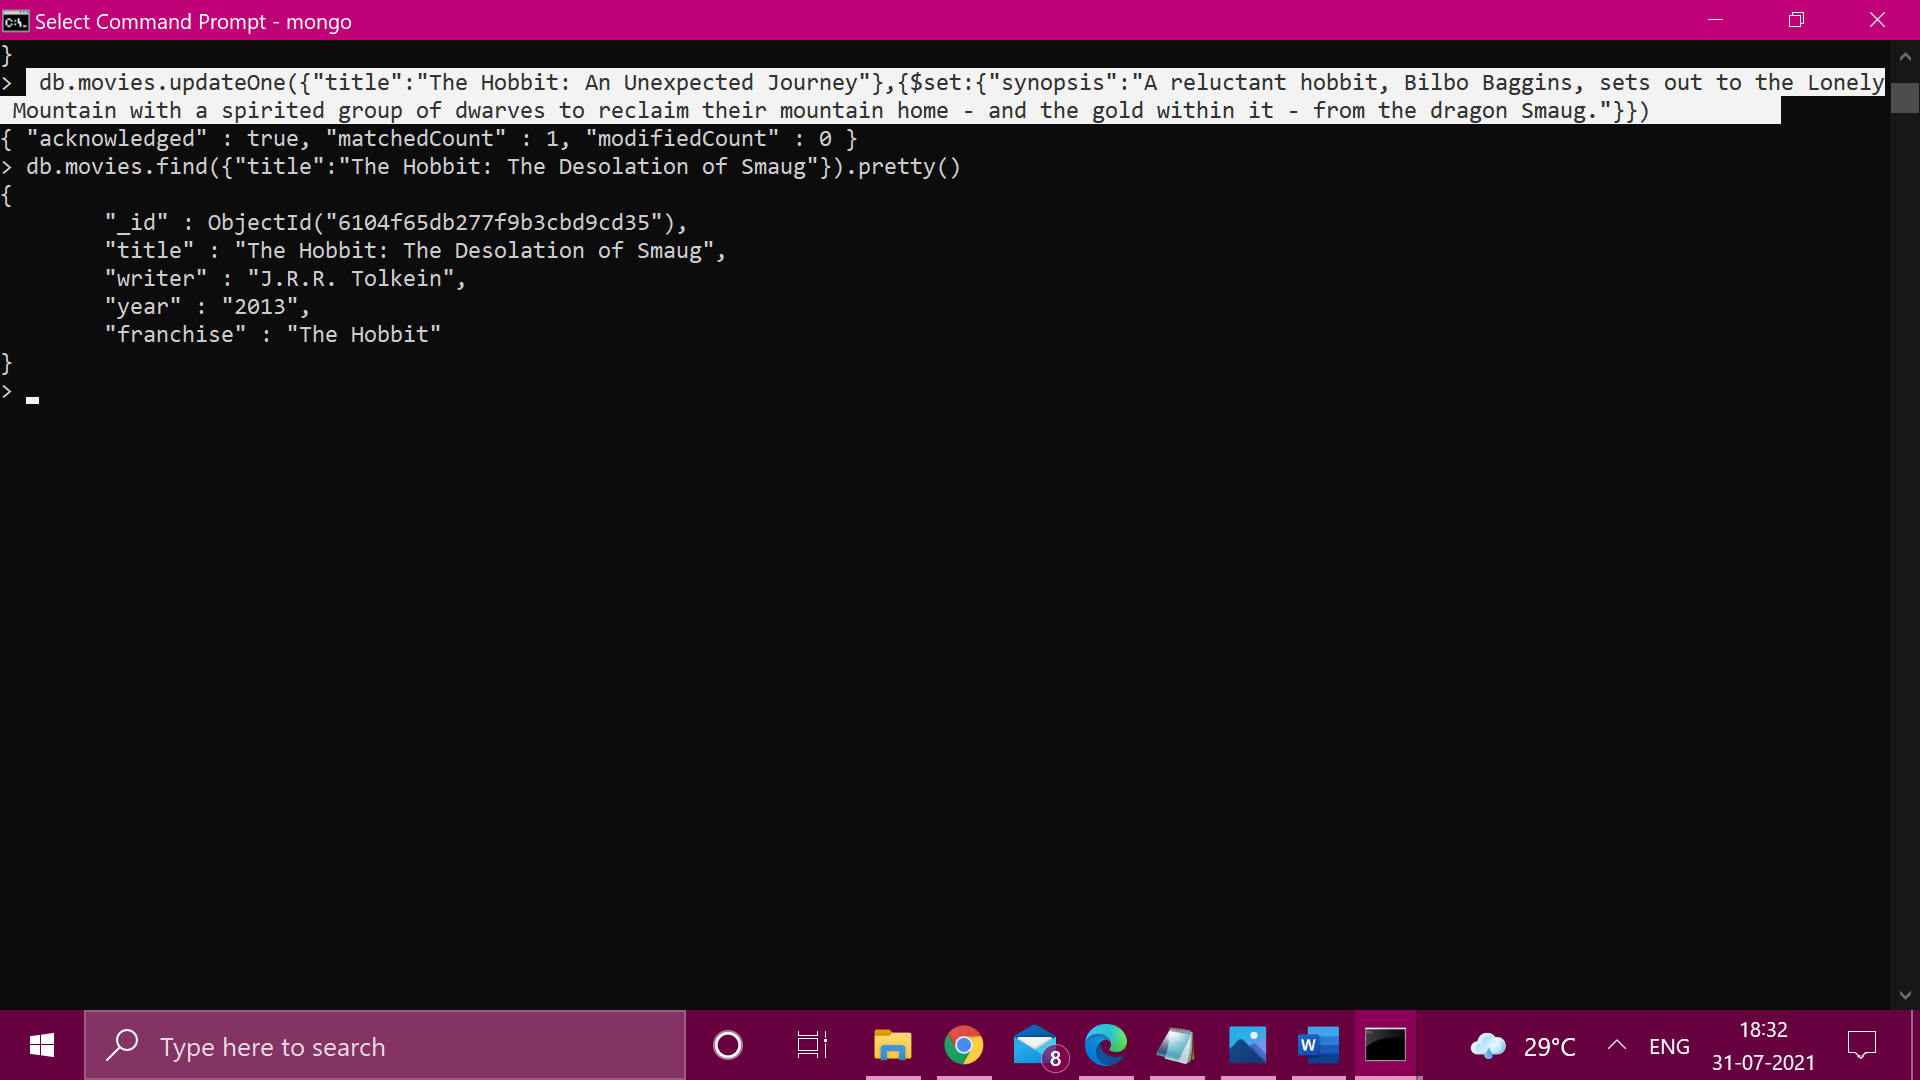 Select Command Prompt - mongo
}
> db.movies.updateOne({"title":"The Hobbit: An Unexpected Journey"},{$set:{"synopsis":"A reluctant hobbit, Bilbo Baggins, sets out to the Lonely
Mountain with a spirited group of dwarves to reclaim their mountain home - and the gold within it - from the dragon Smaug."}})
{ "acknowledged" : true, "matchedCount" : 1, "modifiedCount" : 0 }
> db.movies.find({"title":"The Hobbit: The Desolation of Smaug"}).pretty()
{
"_id" : ObjectId("6104f65db277f9b3cbd9cd35"),
"title" : "The Hobbit: The Desolation of Smaug",
"writer" : "J.R.R. Tolkein",
"year" : "2013",
"franchise" : "The Hobbit"
}
>
Type here to search
8
W
29°C
ENG
18:32
31-07-2021